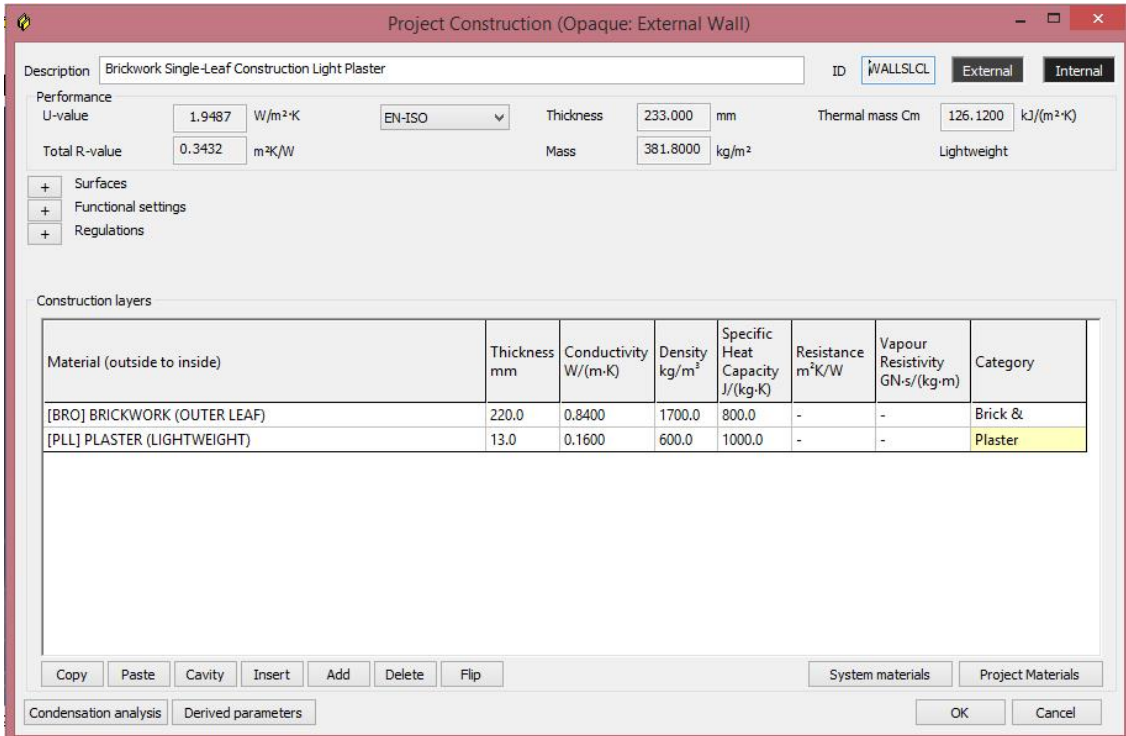 Project Construction (Opaque: External Wall)
Description Brickwork Single-Leaf Construction Light Plaster ID WALLSLCL External Internal
Performance
U-value 1.9487 W/m²·K EN-ISO Thickness 233.000 mm Thermal mass Cm 126.1200 kJ/(m²·K)
Total R-value 0.3432 m²K/W Mass 381.8000 kg/m² Lightweight
+ Surfaces
+ Functional settings
+ Regulations
Construction layers
Material (outside to inside) Thickness mm Conductivity W/(m·K) Density kg/m³ Specific Heat Capacity J/(kg·K) Resistance m²K/W Vapour Resistivity GN·s/(kg·m) Category
[BRO] BRICKWORK (OUTER LEAF) 220.0 0.8400 1700.0 800.0 - - Brick &
[PLL] PLASTER (LIGHTWEIGHT) 13.0 0.1600 600.0 1000.0 - - Plaster
Copy Paste Cavity Insert Add Delete Flip System materials Project Materials
Condensation analysis Derived parameters OK Cancel